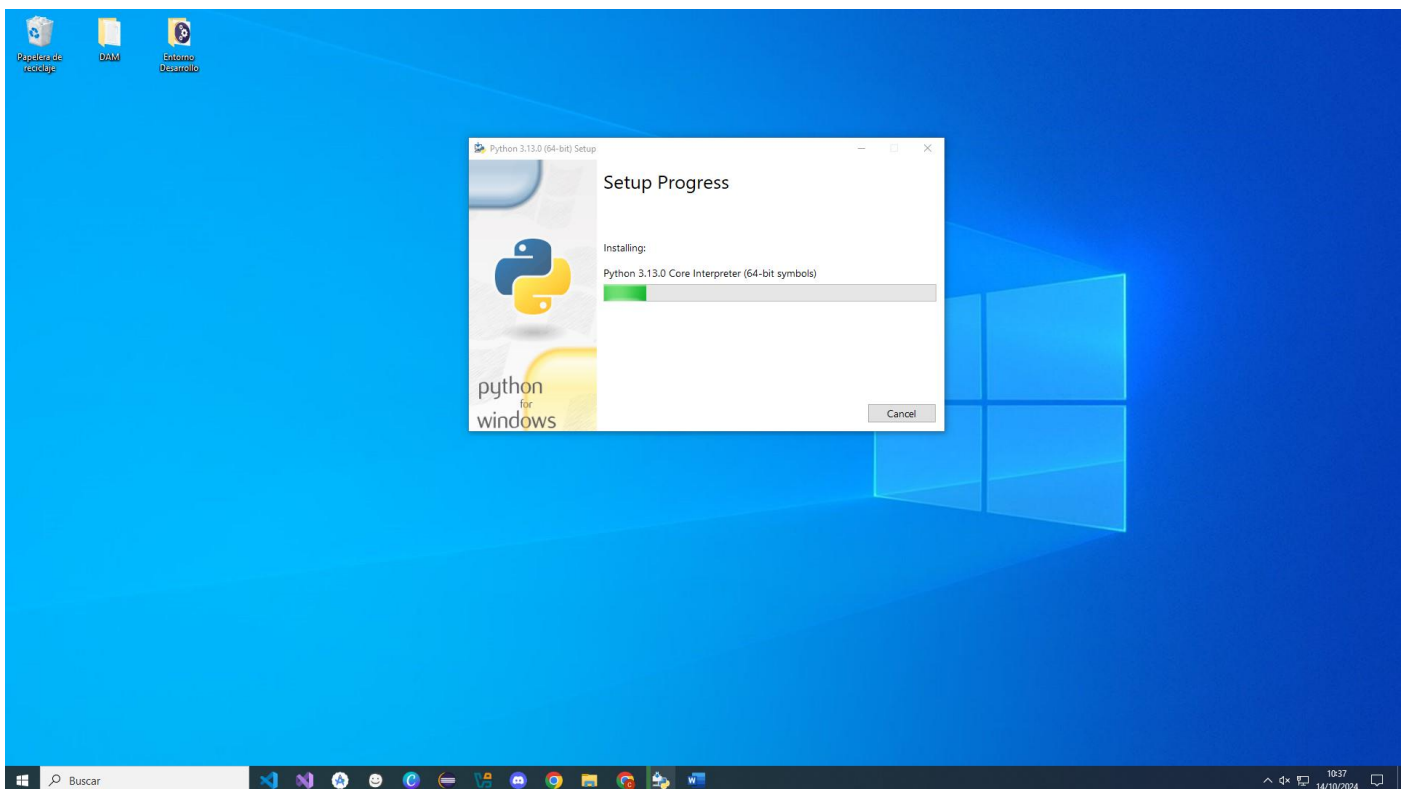 Papelera de
reciclaje
DAM
Entorno
Desarrollo
Python 3.13.0 (64-bit) Setup
Setup Progress
Installing:
Python 3.13.0 Core Interpreter (64-bit symbols)
python
for
windows
Cancel
Buscar
10:37
14/10/2024